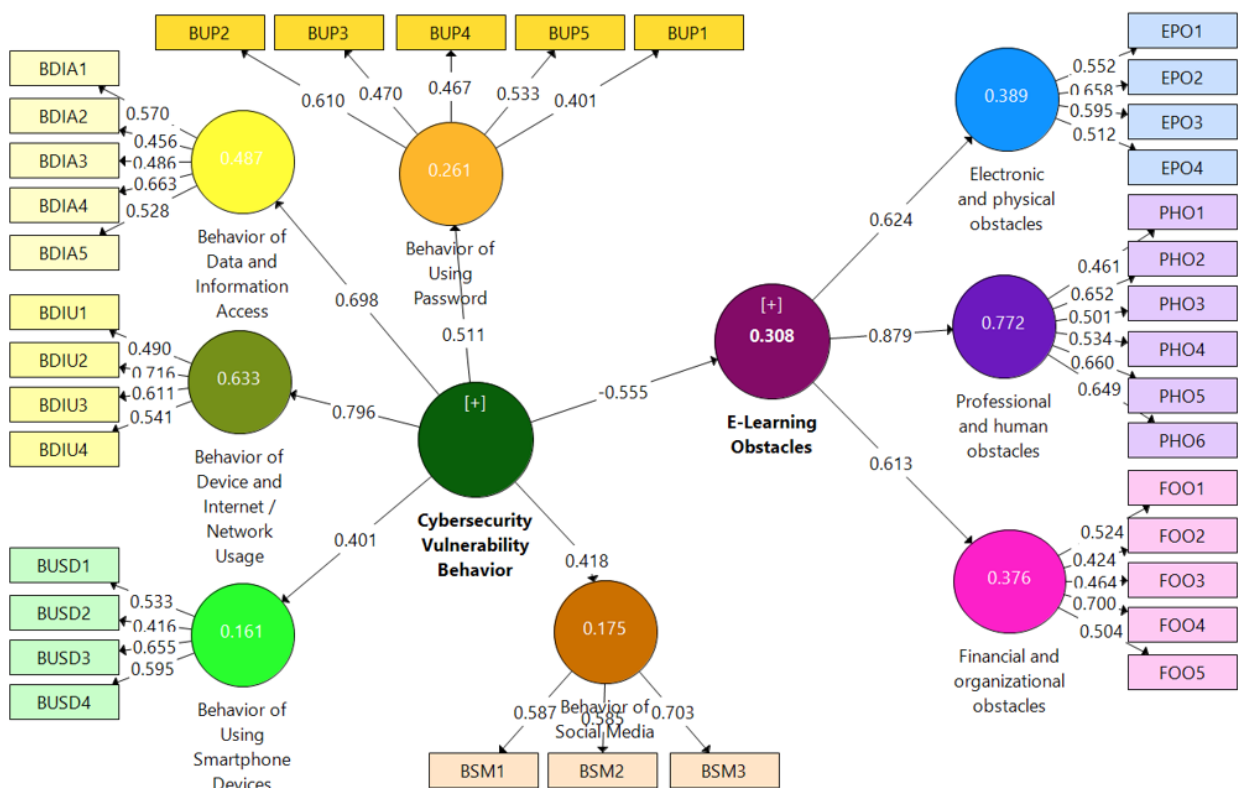 BUP2
BUP3
BUP4
BUP5
BUP1
0.610
0.470
0.467
0.533
0.401
0.261
Behavior of
Using
Password
BDIA1
BDIA2
BDIA3
BDIA4
BDIA5
0.570
0.456
0.486
0.663
0.528
0.487
Behavior of
Data and
Information
Access
BDIU1
BDIU2
BDIU3
BDIU4
0.490
0.716
0.611
0.541
0.633
Behavior of
Device and
Internet /
Network
Usage
BUSD1
BUSD2
BUSD3
BUSD4
0.533
0.416
0.655
0.595
0.161
Behavior of
Using
Smartphone
Devices
0.698
0.511
0.796
0.401
0.418
-0.555
[+]
Cybersecurity
Vulnerability
Behavior
0.175
Behavior of
Social Media
0.587
0.585
0.703
BSM1
BSM2
BSM3
[+]
0.308
E-Learning
Obstacles
0.624
0.879
0.613
0.389
Electronic
and physical
obstacles
0.552
0.658
0.595
0.512
EPO1
EPO2
EPO3
EPO4
0.772
Professional
and human
obstacles
0.461
0.652
0.501
0.534
0.660
0.649
PHO1
PHO2
PHO3
PHO4
PHO5
PHO6
0.376
Financial and
organizational
obstacles
0.524
0.424
0.464
0.700
0.504
FOO1
FOO2
FOO3
FOO4
FOO5